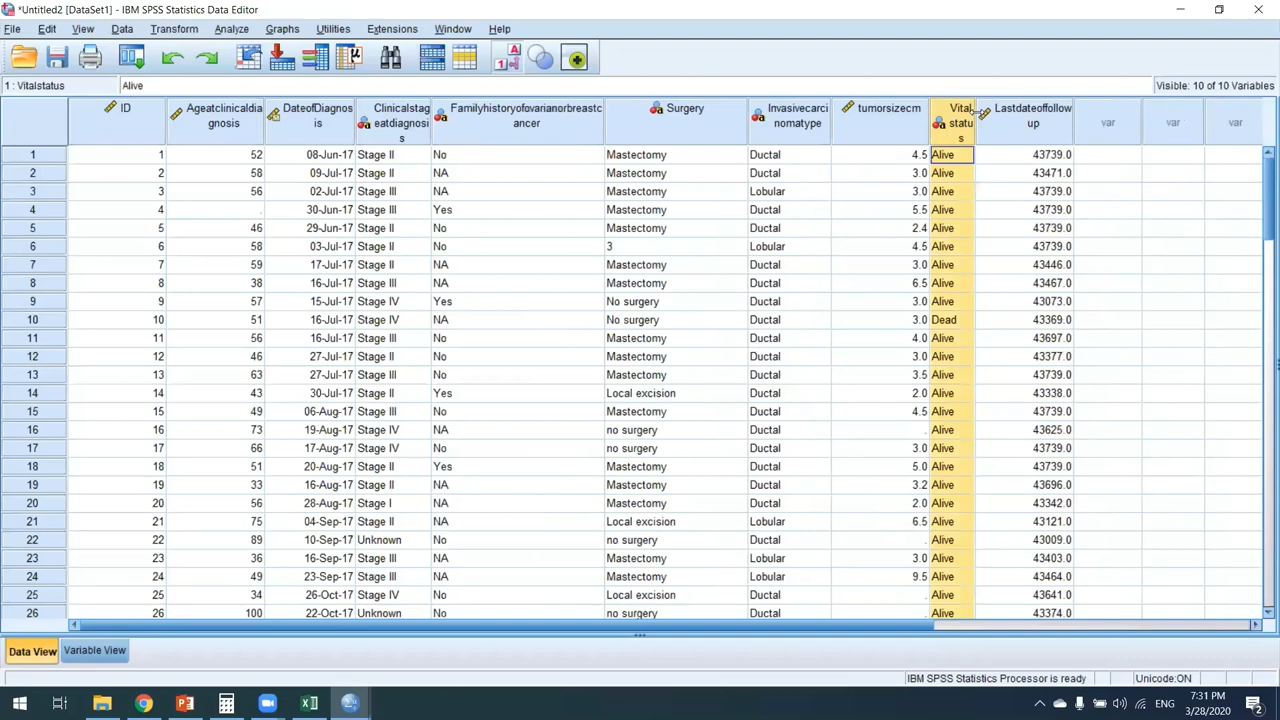 *Untitled2 [DataSet1] - IBM SPSS Statistics Data Editor
File Edit View Data Transform Analyze Graphs Utilities Extensions Window Help
1 : Vitalstatus Alive Visible: 10 of 10 Variables
ID Ageatclinicaldia DateofDiagnos Clinicalstag Familyhistoryofovarianorbreastc Surgery Invasivecarci tumorsizecm Vital Lastdateoffollow var var var
gnosis is eatdiagnosi ancer nomatype statu up
s s
1 1 52 08-Jun-17 Stage II No Mastectomy Ductal 4.5 Alive 43739.0
2 2 58 09-Jul-17 Stage II NA Mastectomy Ductal 3.0 Alive 43471.0
3 3 56 02-Jul-17 Stage III NA Mastectomy Lobular 3.0 Alive 43739.0
4 4 . 30-Jun-17 Stage III Yes Mastectomy Ductal 5.5 Alive 43739.0
5 5 46 29-Jun-17 Stage II No Mastectomy Ductal 2.4 Alive 43739.0
6 6 58 03-Jul-17 Stage II No 3 Lobular 4.5 Alive 43739.0
7 7 59 17-Jul-17 Stage II NA Mastectomy Ductal 3.0 Alive 43446.0
8 8 38 16-Jul-17 Stage III NA Mastectomy Ductal 6.5 Alive 43467.0
9 9 57 15-Jul-17 Stage IV Yes No surgery Ductal 3.0 Alive 43073.0
10 10 51 16-Jul-17 Stage IV NA No surgery Ductal 3.0 Dead 43369.0
11 11 56 16-Jul-17 Stage III No Mastectomy Ductal 4.0 Alive 43697.0
12 12 46 27-Jul-17 Stage II No Mastectomy Ductal 3.0 Alive 43377.0
13 13 63 27-Jul-17 Stage III No Mastectomy Ductal 3.5 Alive 43739.0
14 14 43 30-Jul-17 Stage II Yes Local excision Ductal 2.0 Alive 43338.0
15 15 49 06-Aug-17 Stage III No Mastectomy Ductal 4.5 Alive 43739.0
16 16 73 19-Aug-17 Stage IV No no surgery Ductal . Alive 43625.0
17 17 66 17-Aug-17 Stage IV No no surgery Ductal 3.0 Alive 43739.0
18 18 51 20-Aug-17 Stage II Yes Mastectomy Ductal 5.0 Alive 43739.0
19 19 33 16-Aug-17 Stage II NA Mastectomy Ductal 3.2 Alive 43696.0
20 20 56 28-Aug-17 Stage I NA Mastectomy Ductal 2.0 Alive 43342.0
21 21 75 04-Sep-17 Stage II NA Local excision Lobular 6.5 Alive 43121.0
22 22 89 10-Sep-17 Unknown No no surgery Ductal . Alive 43009.0
23 23 36 16-Sep-17 Stage III NA Mastectomy Lobular 3.0 Alive 43403.0
24 24 49 23-Sep-17 Stage III NA Mastectomy Lobular 9.5 Alive 43464.0
25 25 34 26-Oct-17 Stage IV No Local excision Ductal . Alive 43641.0
26 26 100 22-Oct-17 Unknown No no surgery Ductal . Alive 43374.0
Data View Variable View
IBM SPSS Statistics Processor is ready Unicode:ON
7:31 PM
3/28/2020 2